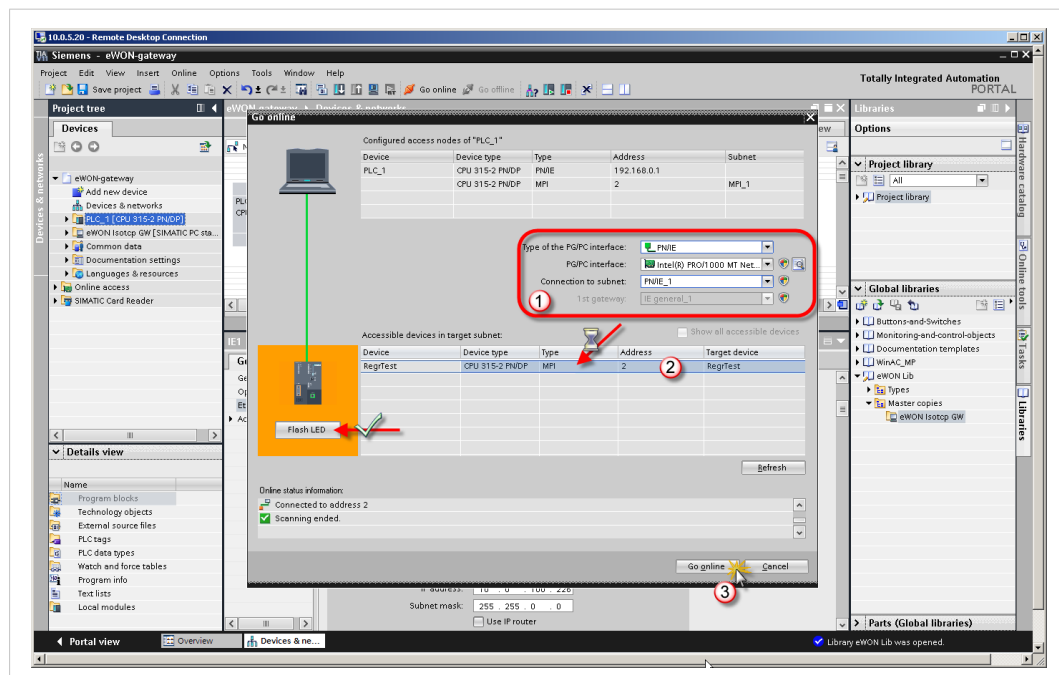 10.0.5.20 - Remote Desktop Connection
Siemens - eWON-gateway
Project Edit View Insert Online Options Tools Window Help
Totally Integrated Automation
PORTAL
Save project
Go online
Go offline
Project tree
Libraries
Devices
Options
Go online
Configured access nodes of "PLC_1"
Device Device type Type Address Subnet
PLC_1 CPU 315-2 PN/DP PN/IE 192.168.0.1
CPU 315-2 PN/DP MPI 2 MPI_1
eWON-gateway
Add new device
Devices & networks
PLC_1 [CPU 315-2 PN/DP]
eWON Isotcp GW [SIMATIC PC sta...
Common data
Documentation settings
Languages & resources
Online access
SIMATIC Card Reader
Devices & networks
Type of the PG/PC interface: PN/IE
PG/PC interface: Intel(R) PRO/1000 MT Net...
Connection to subnet: PN/IE_1
1st gateway: IE general_1
1
Accessible devices in target subnet:
Show all accessible devices
Device Device type Type Address Target device
RegrTest CPU 315-2 PN/DP MPI 2 RegrTest
2
Flash LED
Refresh
Online status information:
Connected to address 2
Scanning ended.
Go online
Cancel
3
IP address: 10 . 0 . 100 . 226
Subnet mask: 255 . 255 . 0 . 0
Use IP router
Details view
Name
Program blocks
Technology objects
External source files
PLC tags
PLC data types
Watch and force tables
Program info
Text lists
Local modules
Project library
All
Project library
Global libraries
Buttons-and-Switches
Monitoring-and-control-objects
Documentation templates
WinAC_MP
eWON Lib
Types
Master copies
eWON Isotcp GW
Parts (Global libraries)
Hardware catalog
Online tools
Tasks
Libraries
Portal view
Overview
Devices & ne...
Library eWON Lib was opened.